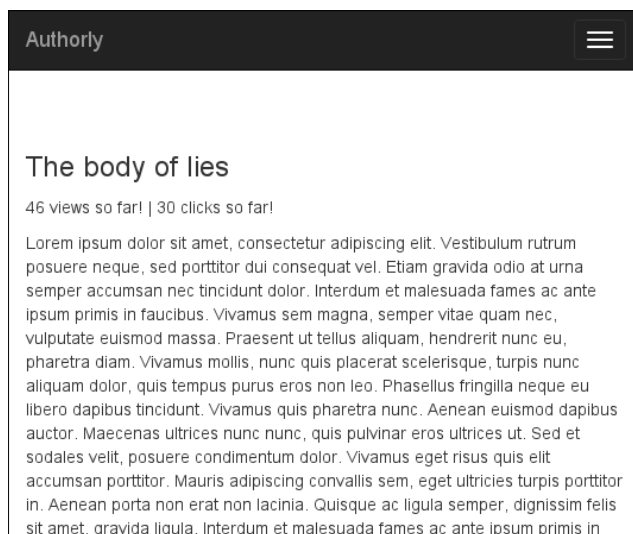 Authorly
The body of lies
46 views so far! | 30 clicks so far!
Lorem ipsum dolor sit amet, consectetur adipiscing elit. Vestibulum rutrum
posuere neque, sed porttitor dui consequat vel. Etiam gravida odio at urna
semper accumsan nec tincidunt dolor. Interdum et malesuada fames ac ante
ipsum primis in faucibus. Vivamus sem magna, semper vitae quam nec,
vulputate euismod massa. Praesent ut tellus aliquam, hendrerit nunc eu,
pharetra diam. Vivamus mollis, nunc quis placerat scelerisque, turpis nunc
aliquam dolor, quis tempus purus eros non leo. Phasellus fringilla neque eu
libero dapibus tincidunt. Vivamus quis pharetra nunc. Aenean euismod dapibus
auctor. Maecenas ultrices nunc nunc, quis pulvinar eros ultrices ut. Sed et
sodales velit, posuere condimentum dolor. Vivamus eget risus quis elit
accumsan porttitor. Mauris adipiscing convallis sem, eget ultricies turpis porttitor
in. Aenean porta non erat non lacinia. Quisque ac ligula semper, dignissim felis
sit amet, gravida ligula. Interdum et malesuada fames ac ante ipsum primis in